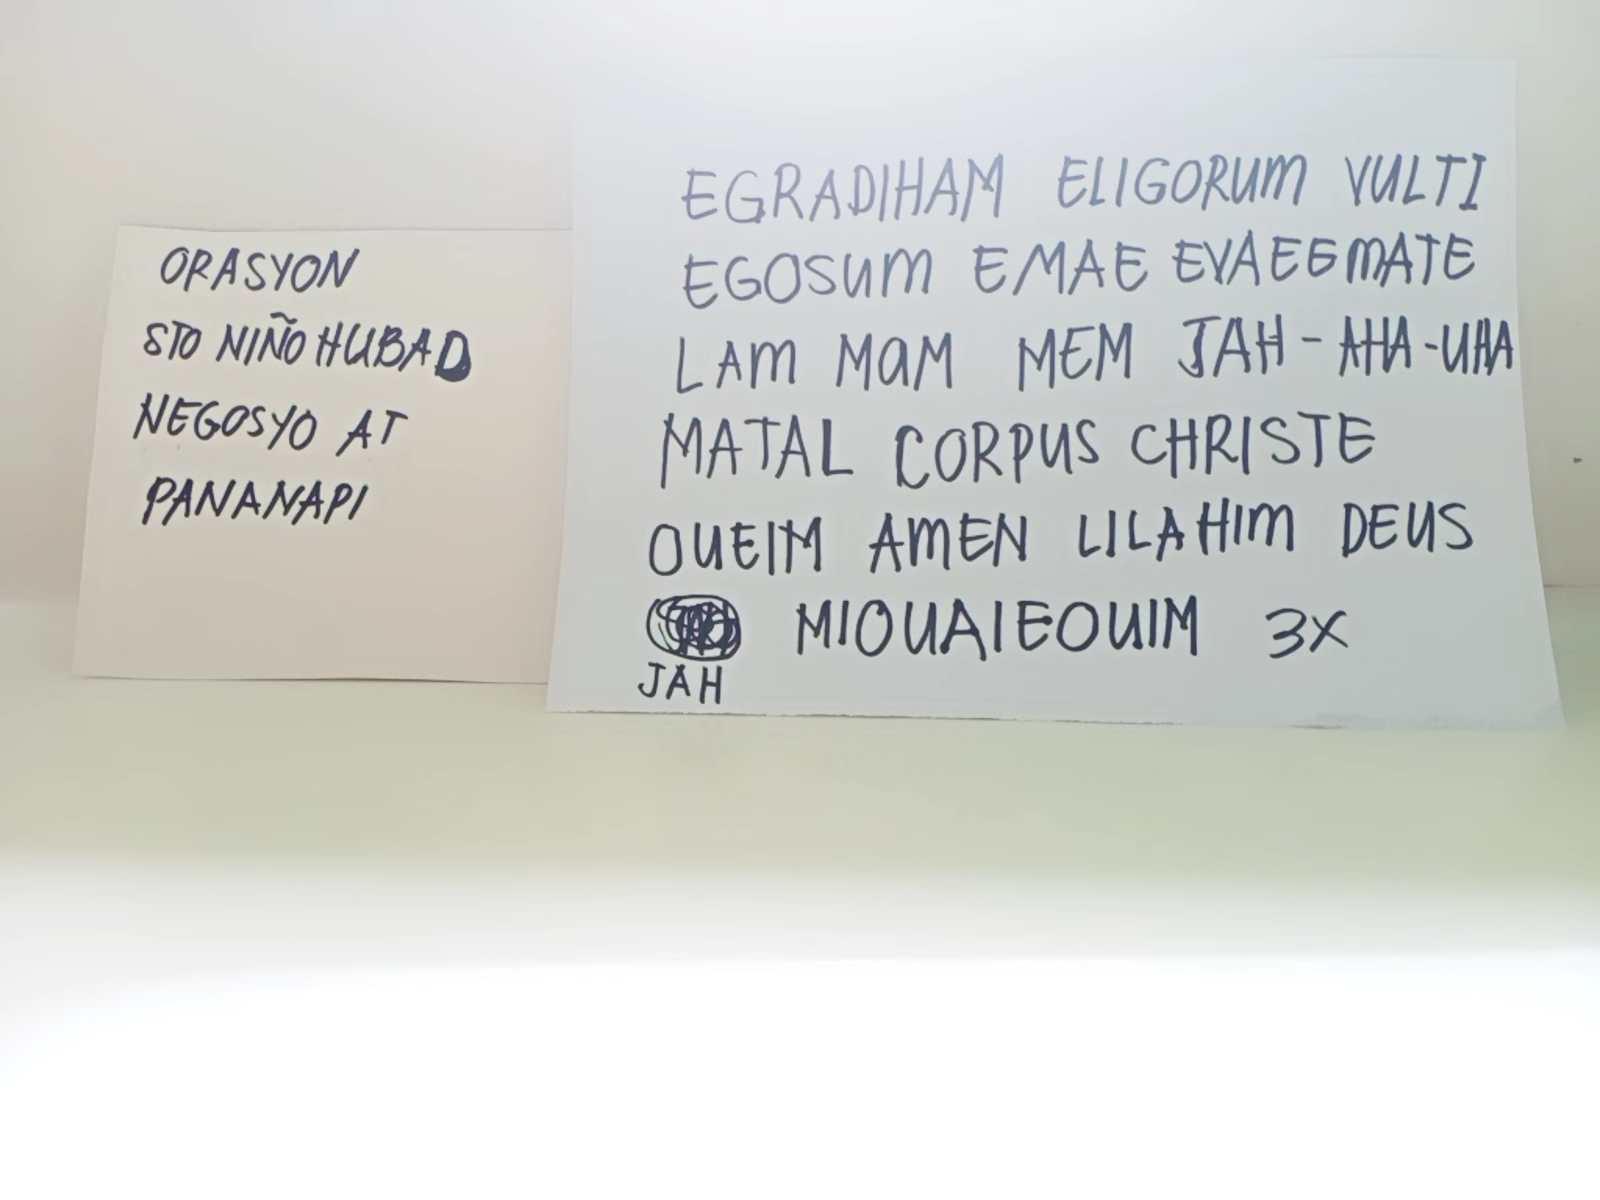 ORASYON
STO NIÑO HUBAD
NEGOSYO AT
PANANAPI
EGRADIHAM ELIGORUM VULTI
EGOSUM EMAE EVAEEMATE
LAM MAM MEM JAH-AHA-UHA
MATAL CORPUS CHRISTE
OUEIM AMEN LILAHIM DEUS
MIOUAIEOUIM 3X
JAH